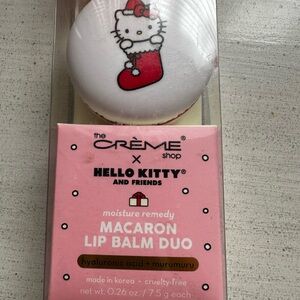 the
CRÈME
shop
X
HELLO KITTY®
AND FRIENDS
moisture remedy
MACARON
LIP BALM DUO
hyaluronic acid + murumuru
made in korea • cruelty-free
net wt. 0.26 oz / 7.5 g each